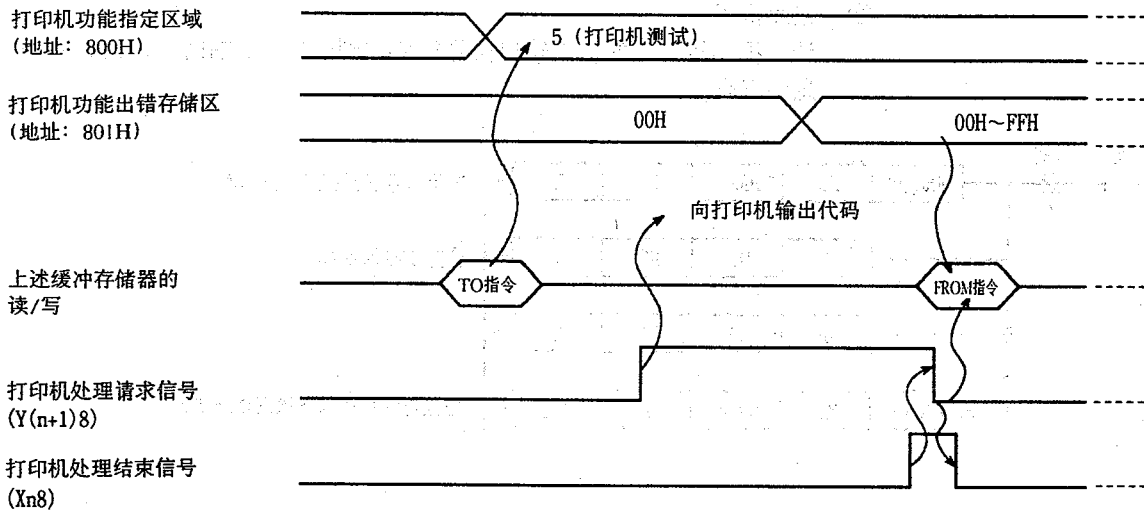 打印机功能指定区域
(地址: 800H)
5 (打印机测试)
打印机功能出错存储区
(地址: 801H)
00H
00H～FFH
向打印机输出代码
上述缓冲存储器的
读/写
TO指令
FROM指令
打印机处理请求信号
(Y(n+1)8)
打印机处理结束信号
(Xn8)